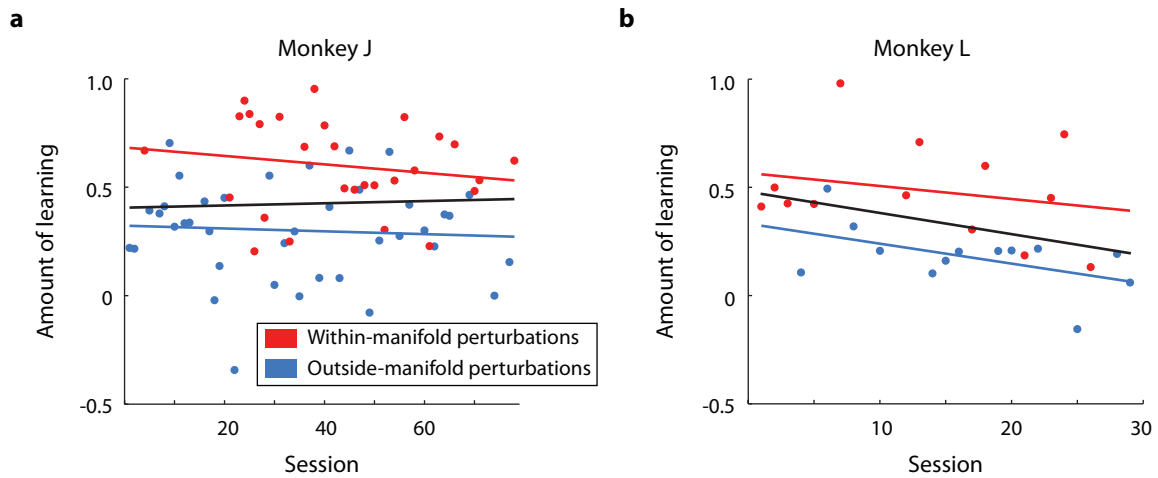 a
Monkey J
Amount of learning
1.0
0.5
0
-0.5
20
40
60
Session
Within-manifold perturbations
Outside-manifold perturbations
b
Monkey L
Amount of learning
1.0
0.5
0
-0.5
10
20
30
Session